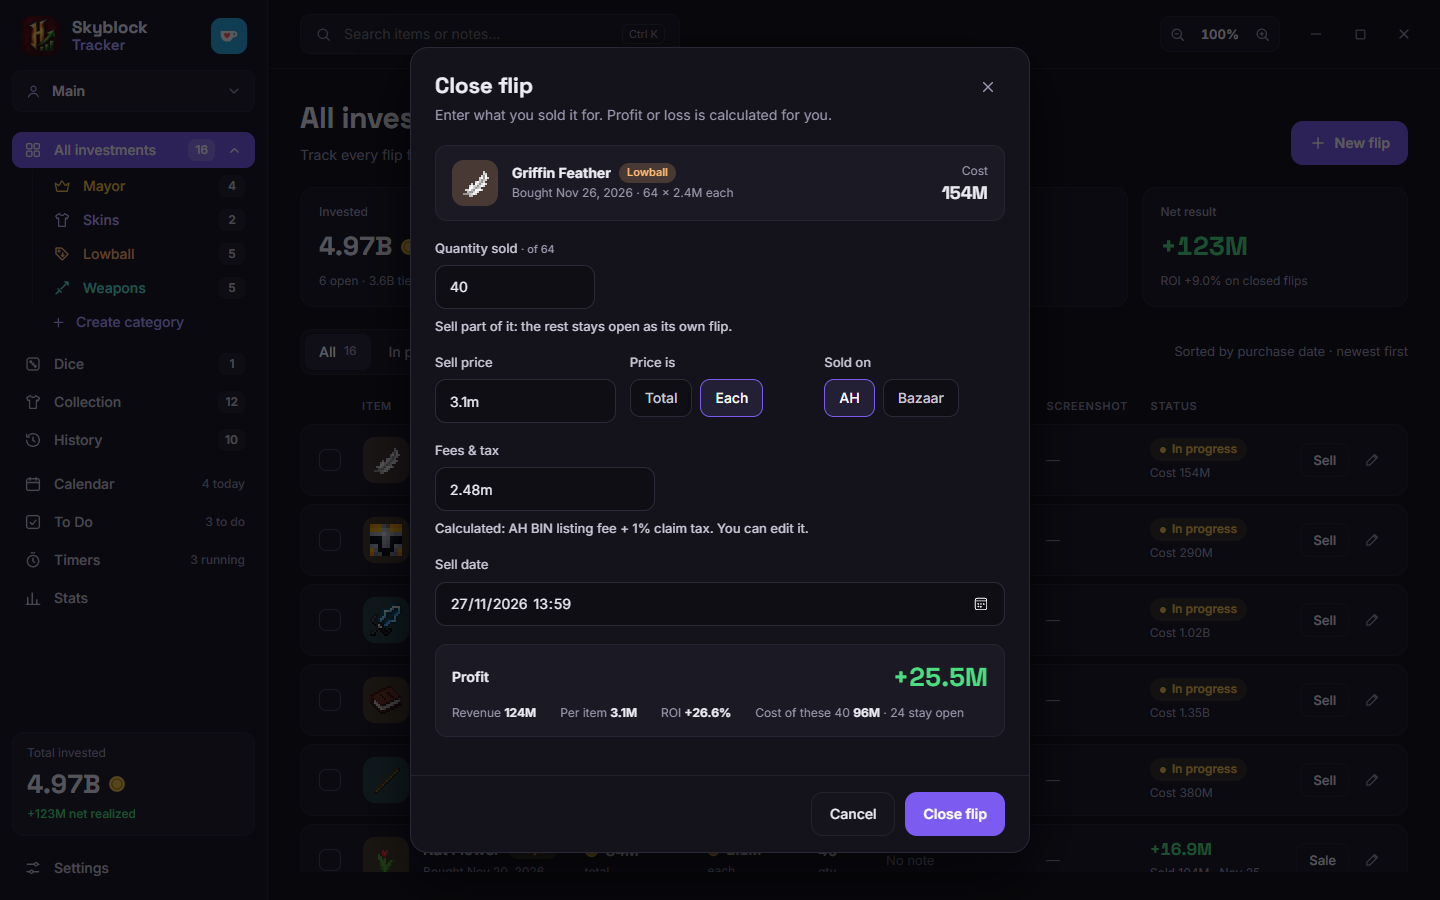 Skyblock
Tracker
Search items or notes...
Ctrl K
100%
Main
All investments 16
Mayor 4
Skins 2
Lowball 5
Weapons 5
Create category
Dice 1
Collection 12
History 10
Calendar 4 today
To Do 3 to do
Timers 3 running
Stats
Total invested
4.97B
+123M net realized
Settings
All inves
Track every flip f
New flip
Invested
4.97B
6 open · 3.6B tie
Net result
+123M
ROI +9.0% on closed flips
All 16
In p
Sorted by purchase date · newest first
ITEM
SCREENSHOT
STATUS
— In progress
Cost 154M
Sell
— In progress
Cost 290M
Sell
— In progress
Cost 1.02B
Sell
— In progress
Cost 1.35B
Sell
— In progress
Cost 380M
Sell
No note
— +16.9M
Sale
Close flip
Enter what you sold it for. Profit or loss is calculated for you.
Griffin Feather Lowball
Bought Nov 26, 2026 · 64 × 2.4M each
Cost
154M
Quantity sold · of 64
40
Sell part of it: the rest stays open as its own flip.
Sell price
3.1m
Price is
Total Each
Sold on
AH Bazaar
Fees & tax
2.48m
Calculated: AH BIN listing fee + 1% claim tax. You can edit it.
Sell date
27/11/2026 13:59
Profit
+25.5M
Revenue 124M Per item 3.1M ROI +26.6% Cost of these 40 96M · 24 stay open
Cancel
Close flip